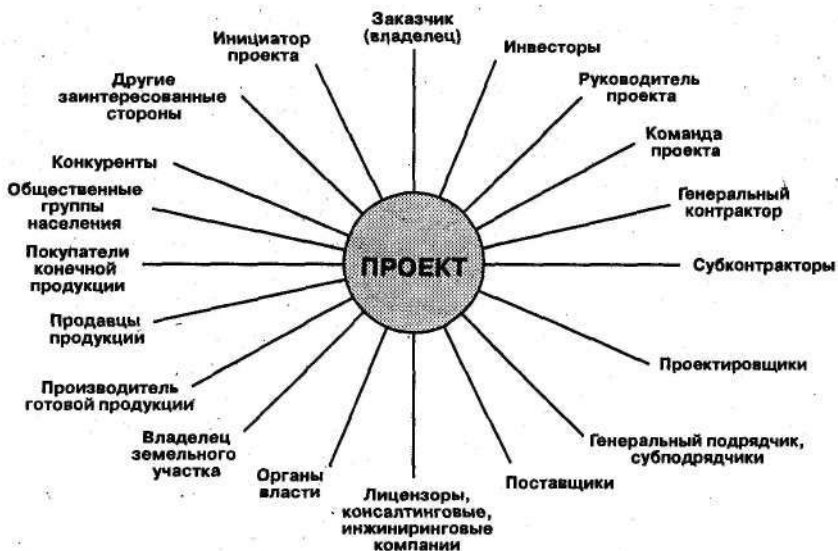 Заказчик
(владелец)
Инвесторы
Руководитель
проекта
Команда
проекта
Генеральный
контрактор
Субконтракторы
Проектировщики
Генеральный подрядчик,
субподрядчики
Поставщики
Лицензоры,
консалтинговые,
инжиниринговые
компании
Органы
власти
Владелец
земельного
участка
Производитель
готовой продукции
Продавцы
продукции
Покупатели
конечной
продукции
Общественные
группы
населения
Конкуренты
Другие
заинтересованные
стороны
Инициатор
проекта
ПРОЕКТ